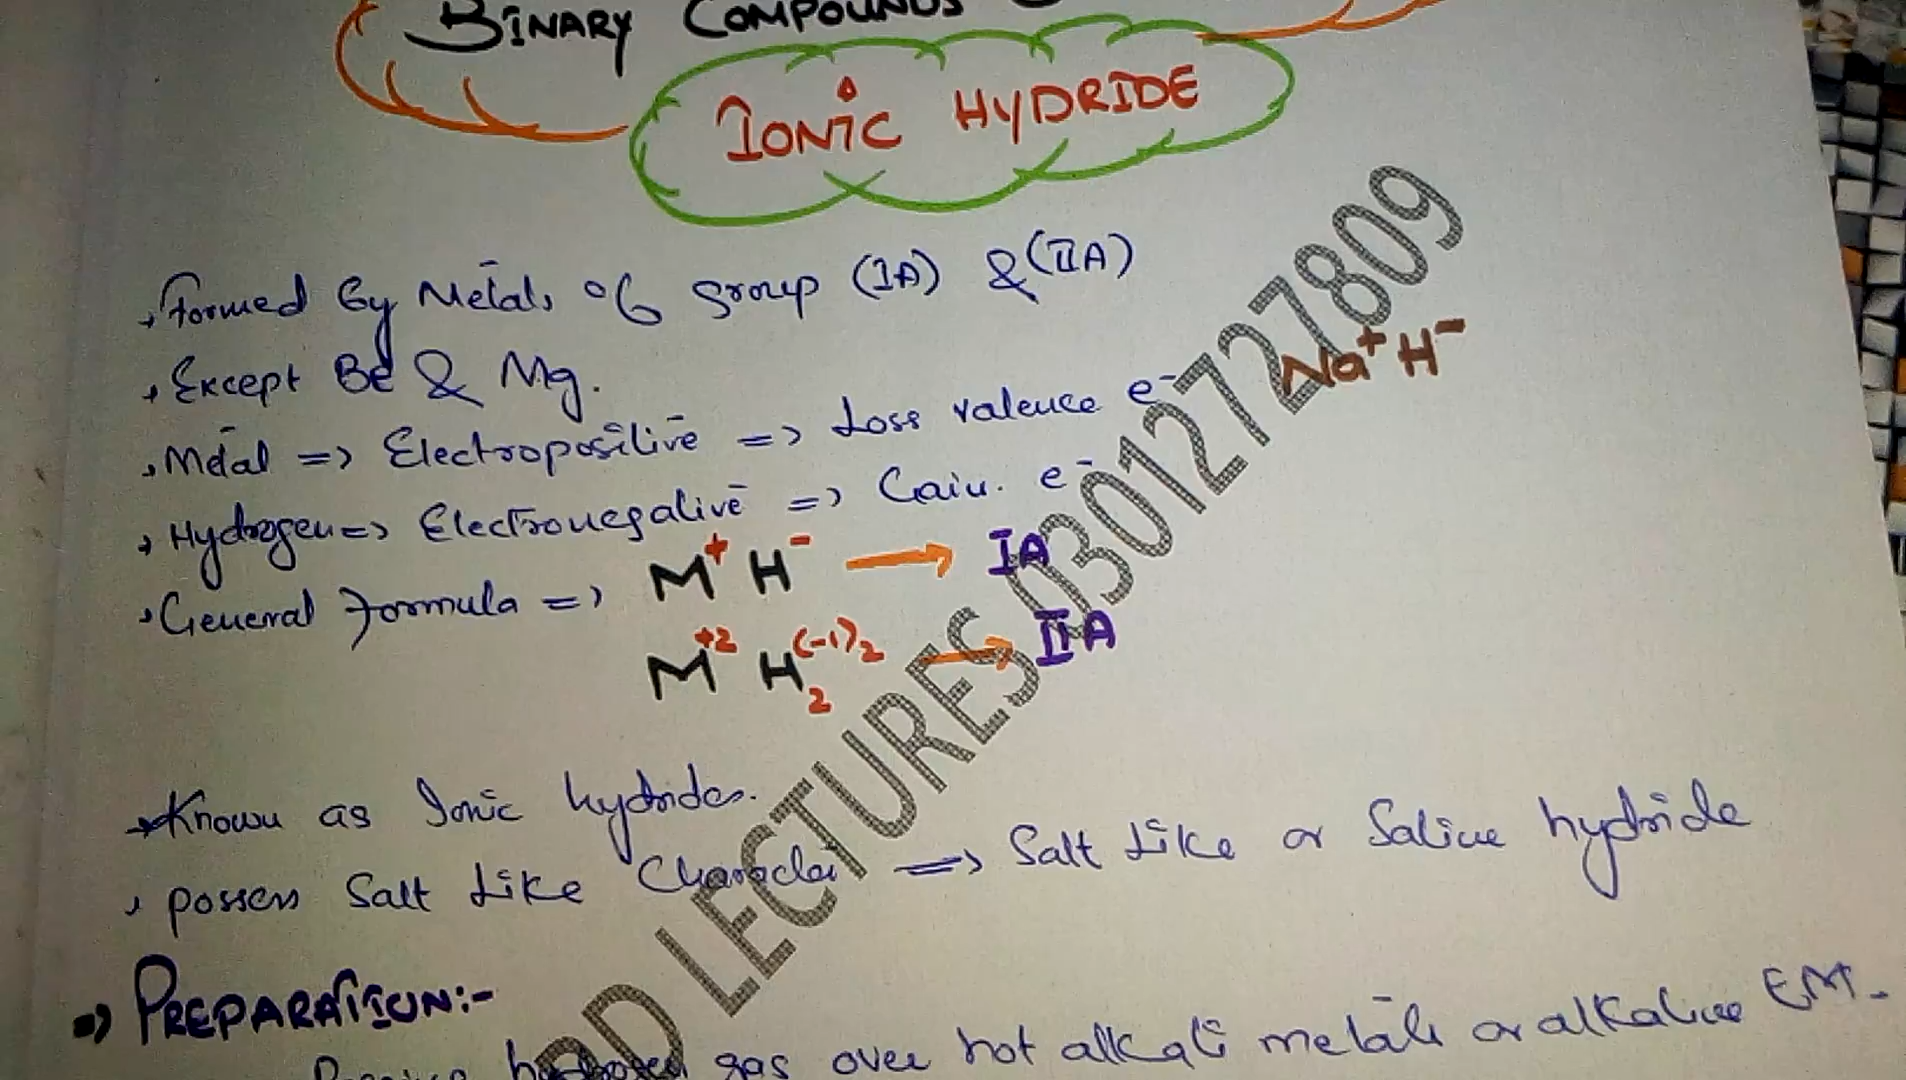 BINARY COMPOUNDS
IONIC HYDRIDE
Formed by Metals of group (IA) & (IIA)
Except Be & Mg.
Na+ H-
Metal => Electropositive => Loss valence e-
Hydrogen => Electronegative => Gain. e-
General Formula => M+ H- → IA
M+2 H2(-1)2 → IIA
Known as Ionic hydrides.
possess Salt Like Character => Salt Like or Saline hydride
=> PREPARATION:-
Passing hydrogen gas over hot alkali metals or alkaline E.M.
LECTURES 03012727809